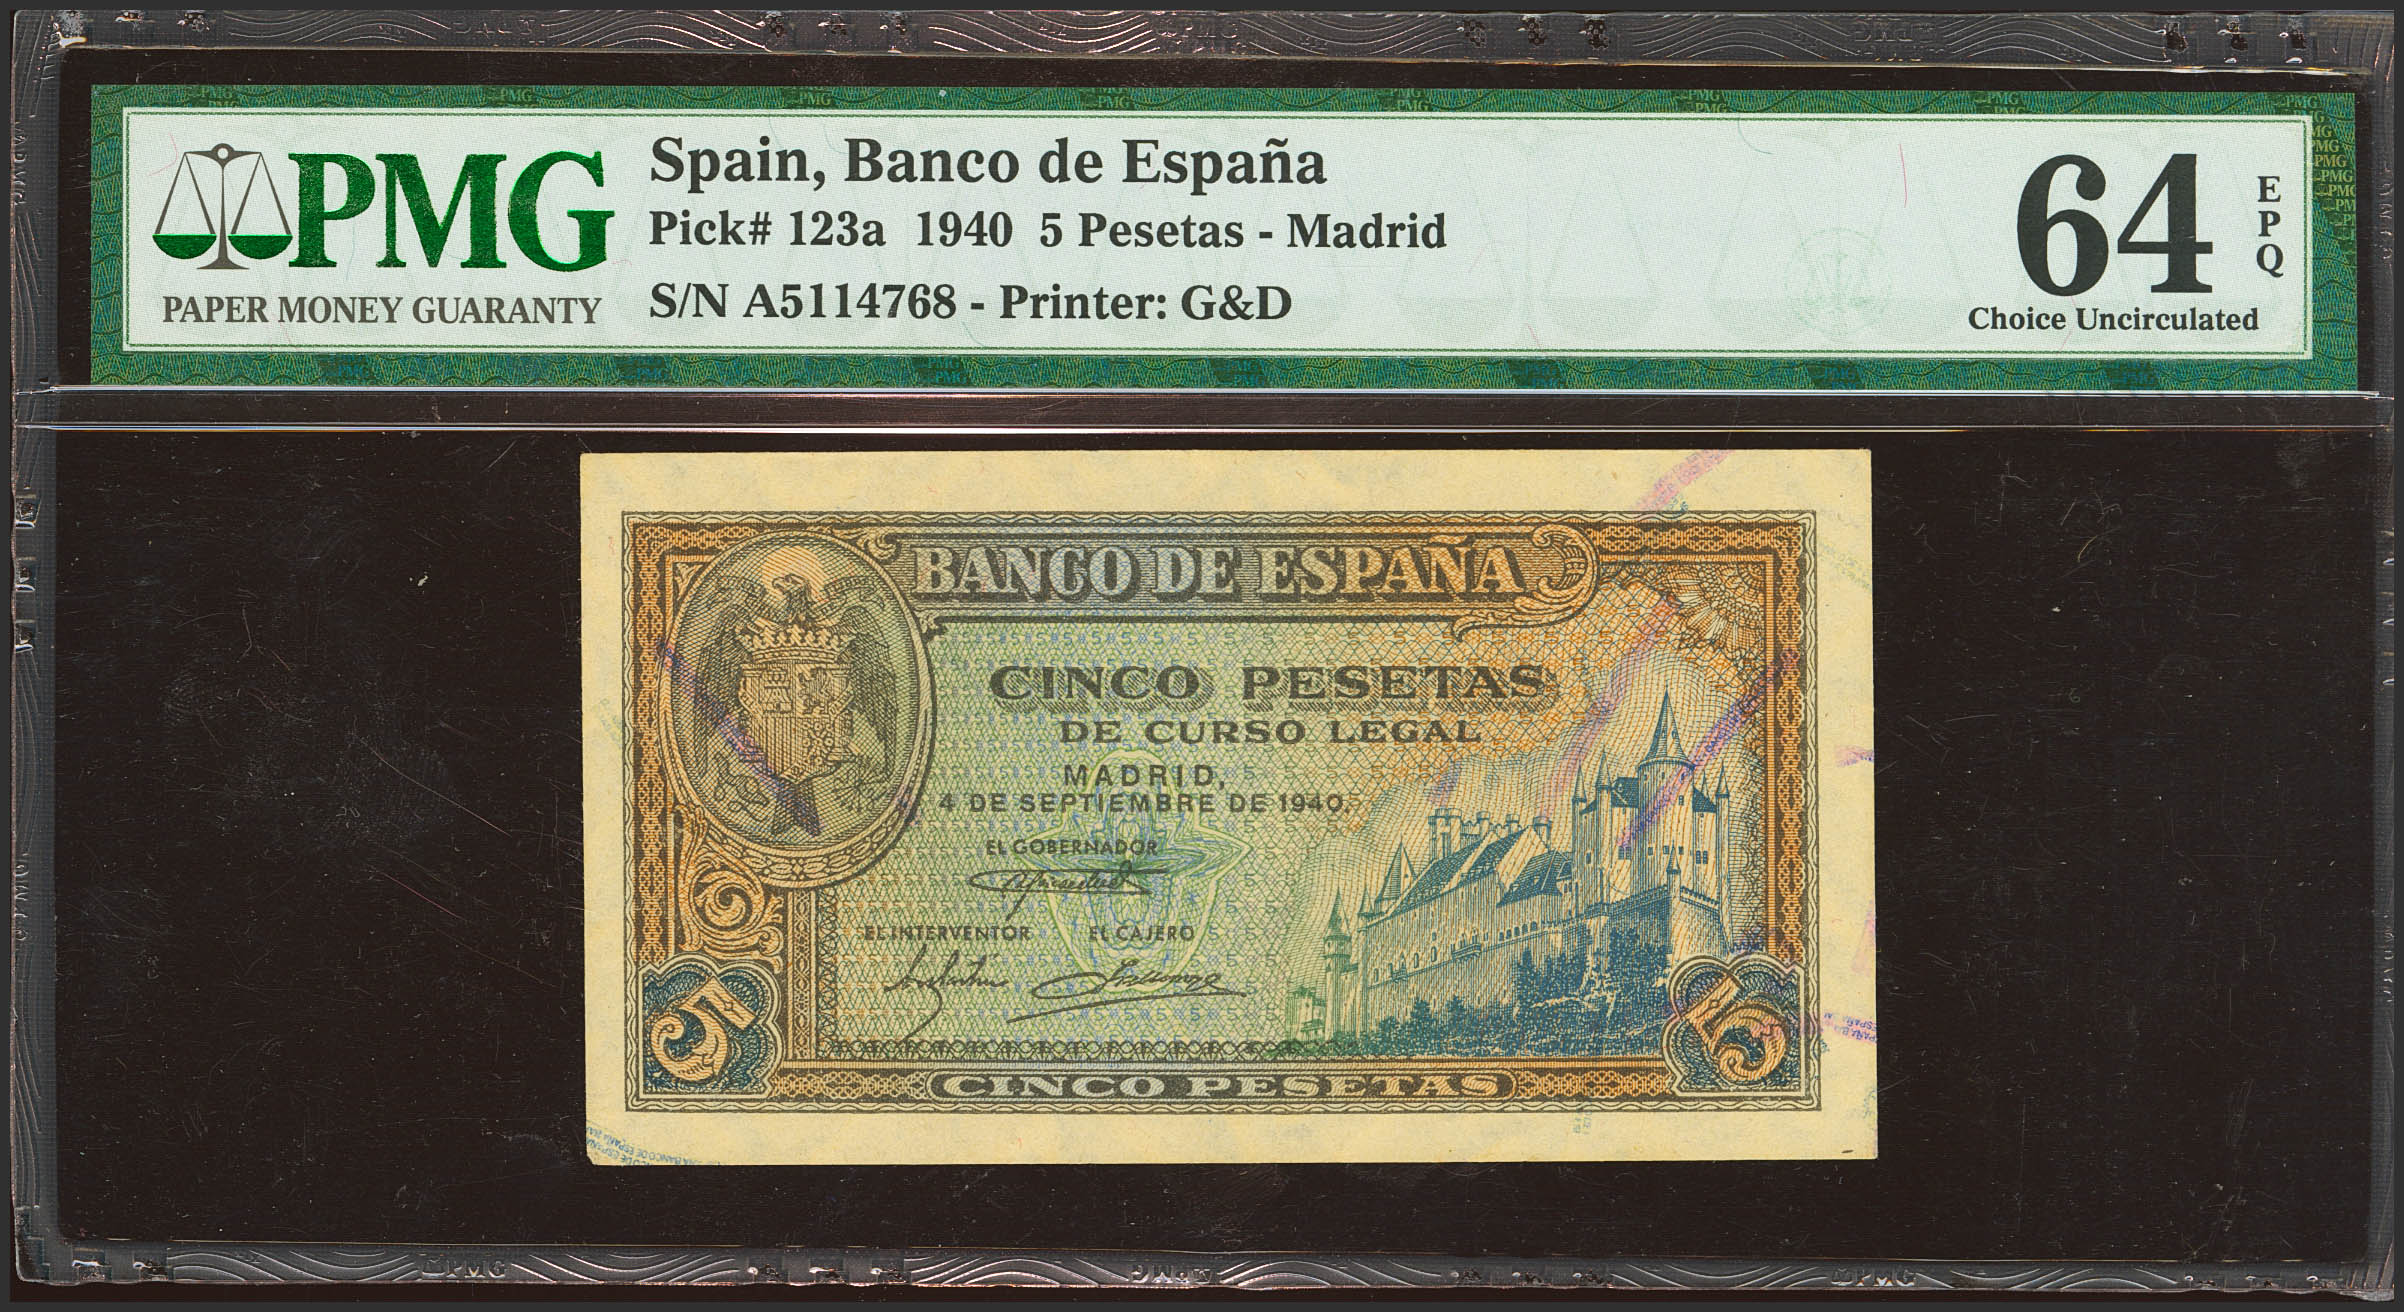 PMG
PAPER MONEY GUARANTY
Spain, Banco de España
Pick# 123a 1940 5 Pesetas - Madrid
S/N A5114768 - Printer: G&D
64
EPQ
Choice Uncirculated
BANCO DE ESPAÑA
CINCO PESETAS
DE CURSO LEGAL
MADRID,
4 DE SEPTIEMBRE DE 1940.
EL GOBERNADOR
EL INTERVENTOR EL CAJERO
5
5
CINCO PESETAS